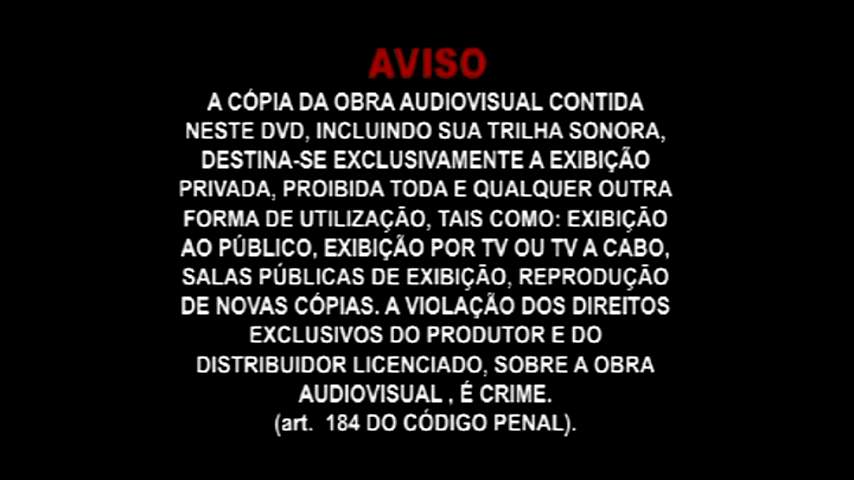 AVISO
A CÓPIA DA OBRA AUDIOVISUAL CONTIDA
NESTE DVD, INCLUINDO SUA TRILHA SONORA,
DESTINA-SE EXCLUSIVAMENTE A EXIBIÇÃO
PRIVADA, PROIBIDA TODA E QUALQUER OUTRA
FORMA DE UTILIZAÇÃO, TAIS COMO: EXIBIÇÃO
AO PÚBLICO, EXIBIÇÃO POR TV OU TV A CABO,
SALAS PÚBLICAS DE EXIBIÇÃO, REPRODUÇÃO
DE NOVAS CÓPIAS. A VIOLAÇÃO DOS DIREITOS
EXCLUSIVOS DO PRODUTOR E DO
DISTRIBUIDOR LICENCIADO, SOBRE A OBRA
AUDIOVISUAL , É CRIME.
(art.  184 DO CÓDIGO PENAL).